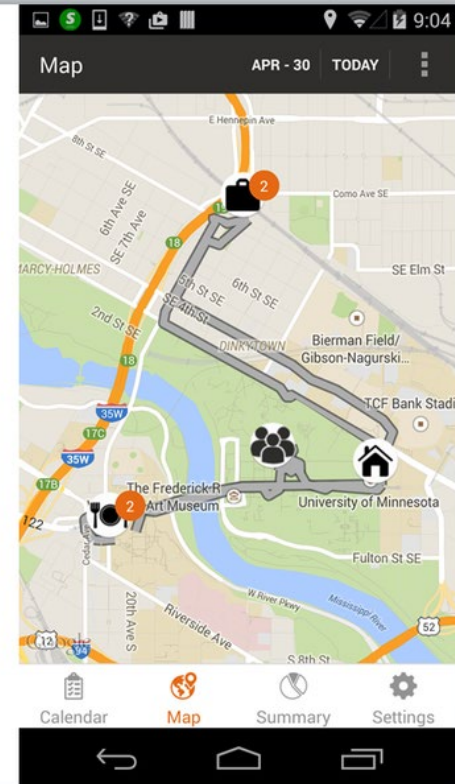 S
?
9:04
Map
APR - 30
TODAY
E Hennepin Ave
8th St SE
2
Como Ave SE
6th Ave SE
SE 7th Ave
18
MARCY-HOLMES
SE Elm St
5th St SE
6th St SE
SE 4th St
2nd St SE
DINKYTOWN
Bierman Field/
Gibson-Nagurski...
18
TCF Bank Stadi
35W
17C
35W
17B
The Frederick R
Art Museum
University of Minnesota
2
122
Cedar Ave
Fulton St SE
20th Ave S
W River Pkwy
Mississippi River
Riverside Ave
52
12
94
S 8th St
Calendar
Map
Summary
Settings